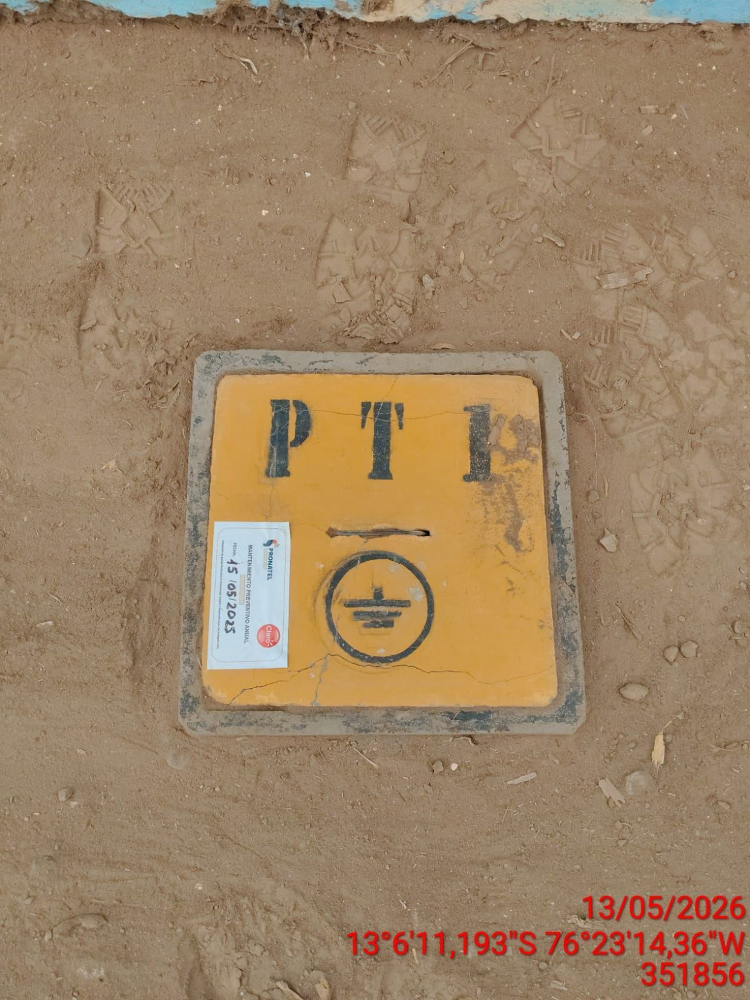 PT1
PRONATEL
Claro
MANTENIMIENTO PREVENTIVO ANUAL
FECHA: 15/05/2025
13/05/2026
13°6'11,193"S 76°23'14,36"W
351856